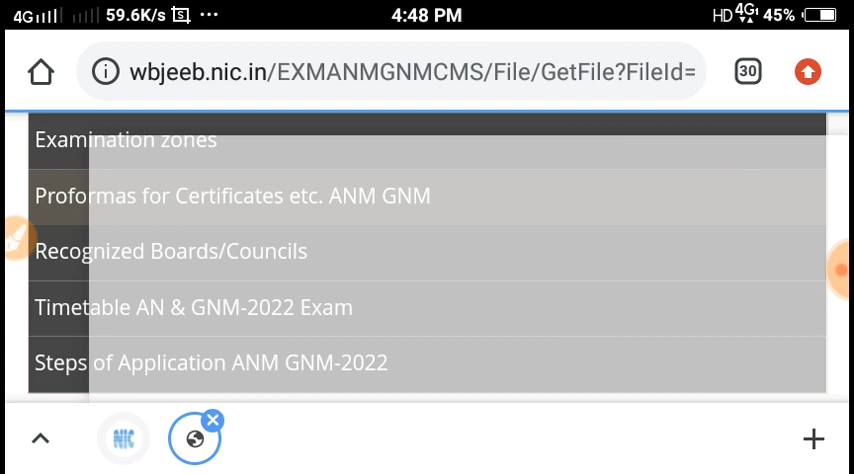 4G 59.6K/s S ... 4:48 PM HD 4G 45%
wbjeeb.nic.in/EXMANMGNMCMS/File/GetFile?FileId= 30
Examination zones
Proformas for Certificates etc. ANM GNM
Recognized Boards/Councils
Timetable AN & GNM-2022 Exam
Steps of Application ANM GNM-2022
NIC